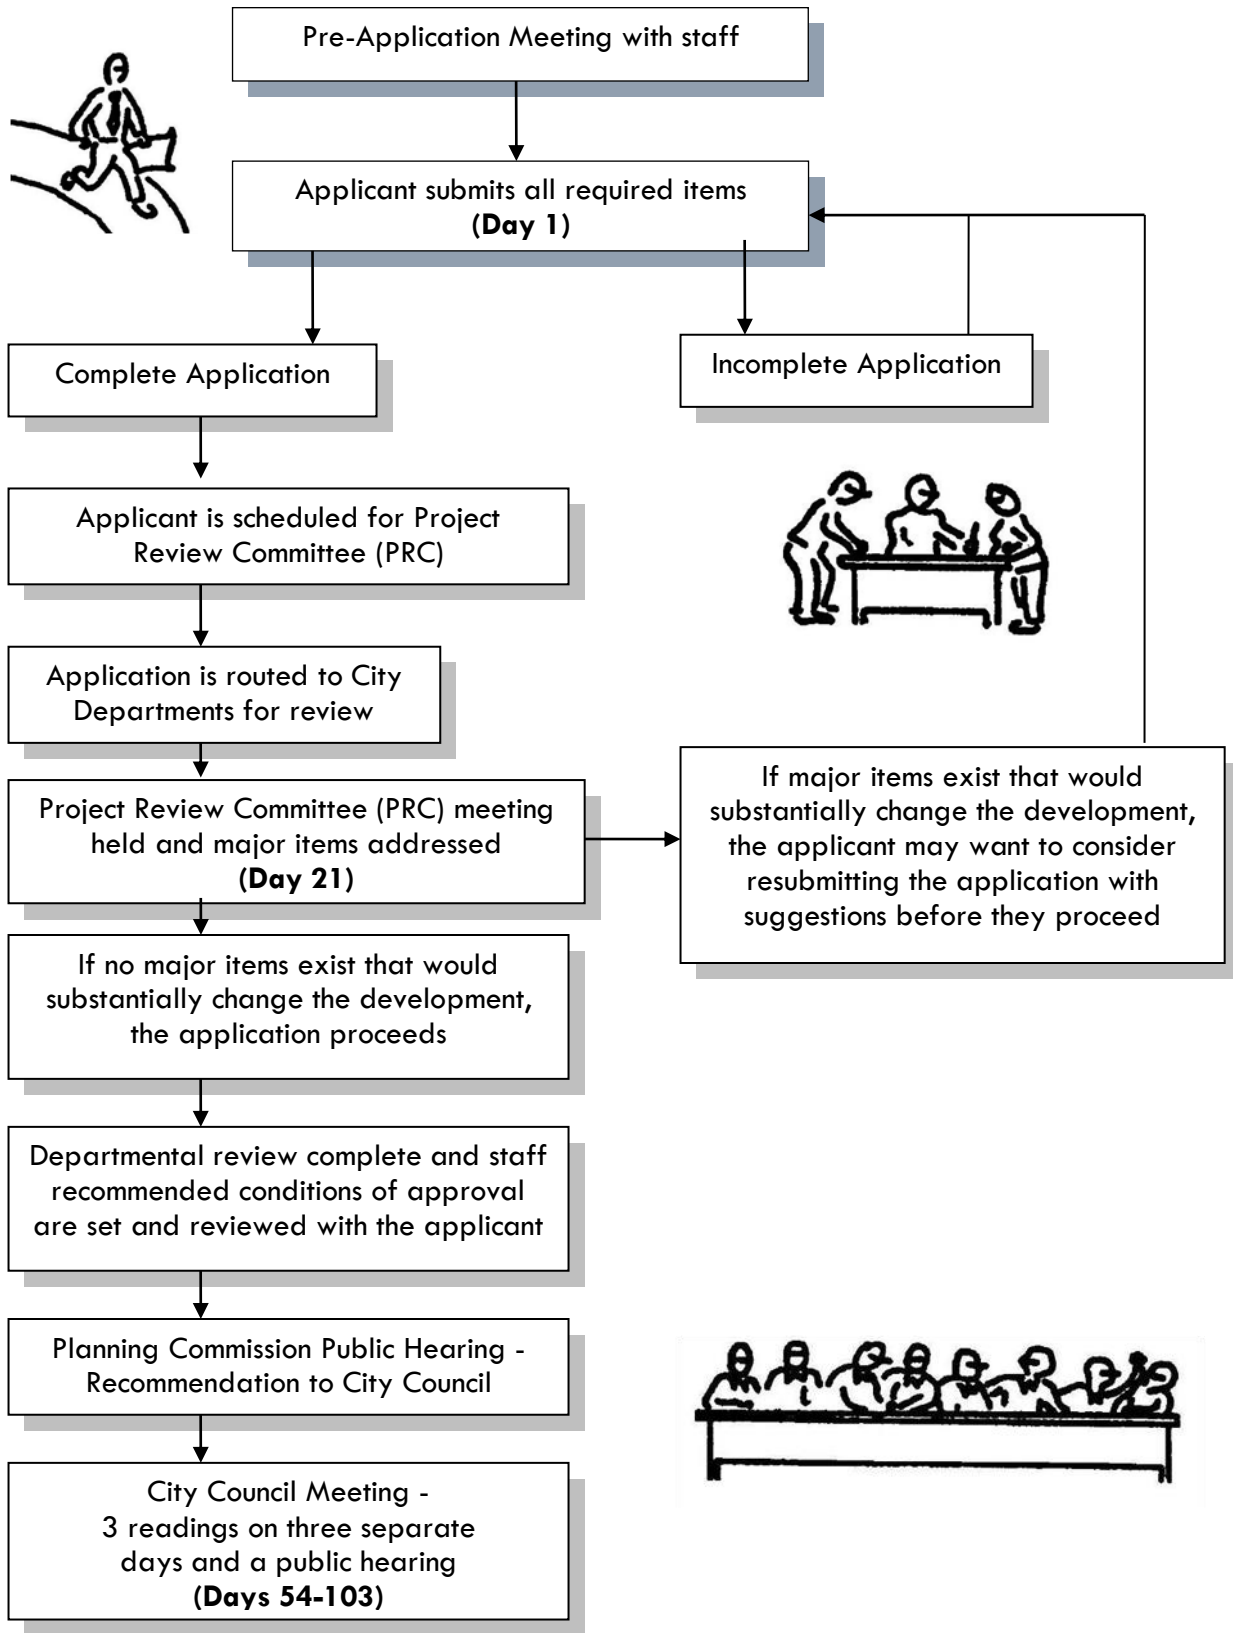 Pre-Application Meeting with staff
Applicant submits all required items
(Day 1)
Complete Application
Incomplete Application
Applicant is scheduled for Project
Review Committee (PRC)
Application is routed to City
Departments for review
Project Review Committee (PRC) meeting
held and major items addressed
(Day 21)
If major items exist that would
substantially change the development,
the applicant may want to consider
resubmitting the application with
suggestions before they proceed
If no major items exist that would
substantially change the development,
the application proceeds
Departmental review complete and staff
recommended conditions of approval
are set and reviewed with the applicant
Planning Commission Public Hearing -
Recommendation to City Council
City Council Meeting -
3 readings on three separate
days and a public hearing
(Days 54-103)